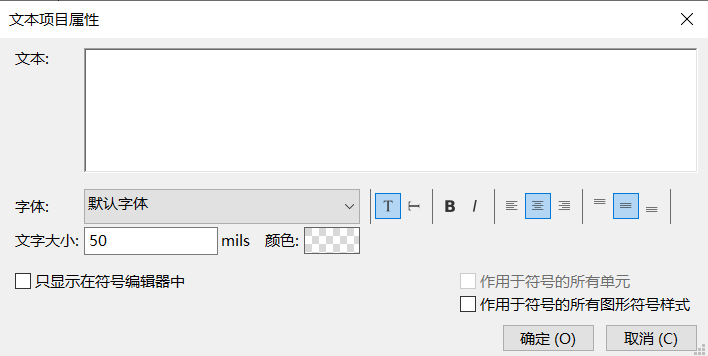 文本项目属性
文本:
字体: 默认字体 T T B I
文字大小: 50 mils 颜色:
只显示在符号编辑器中
作用于符号的所有单元
作用于符号的所有图形符号样式
确定 (O) 取消 (C)